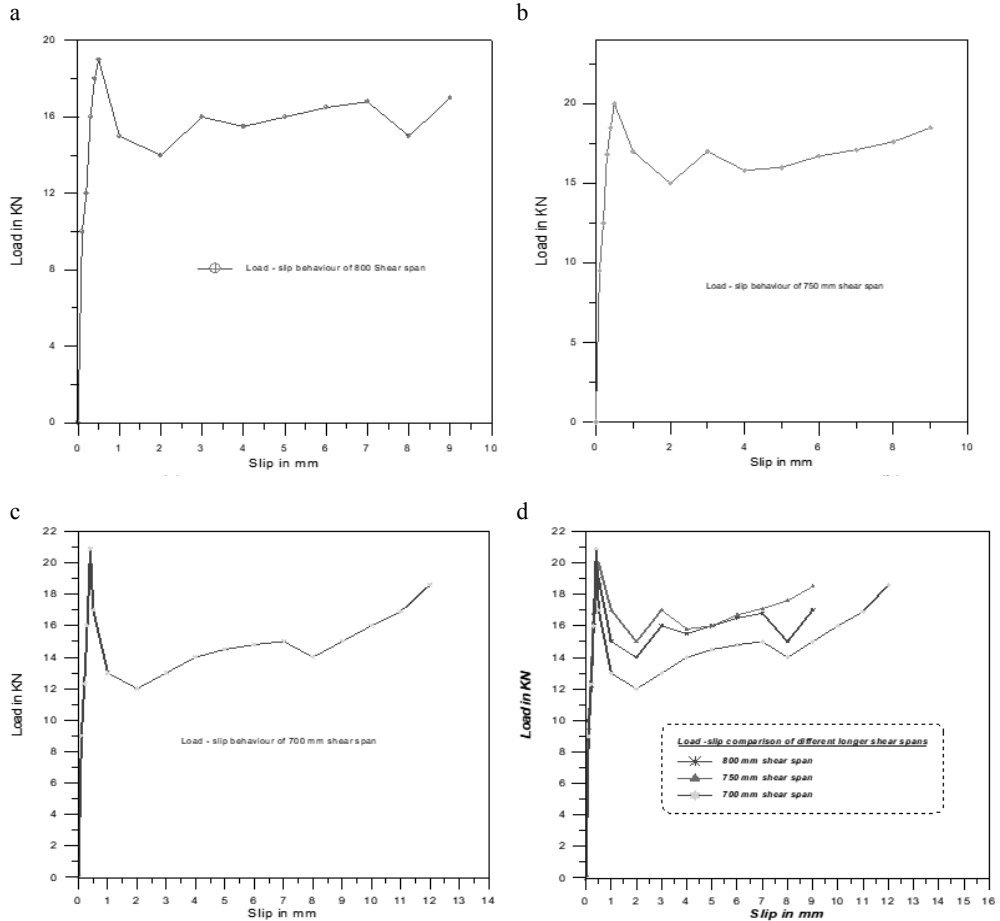 a
20
16
12
8
4
0
Load in KN
Load - slip behaviour of 800 Shear span
0 1 2 3 4 5 6 7 8 9 10
Slip in mm
b
20
15
10
5
0
Load in KN
Load - slip behaviour of 750 mm shear span
0 2 4 6 8 10
Slip in mm
c
22
20
18
16
14
12
10
8
6
4
2
0
Load in KN
Load - slip behaviour of 700 mm shear span
0 1 2 3 4 5 6 7 8 9 10 11 12 13 14
Slip in mm
d
22
20
18
16
14
12
10
8
6
4
2
0
Load in KN
Load -slip comparison of different longer shear spans
800 mm shear span
750 mm shear span
700 mm shear span
0 1 2 3 4 5 6 7 8 9 10 11 12 13 14 15 16
Slip in mm